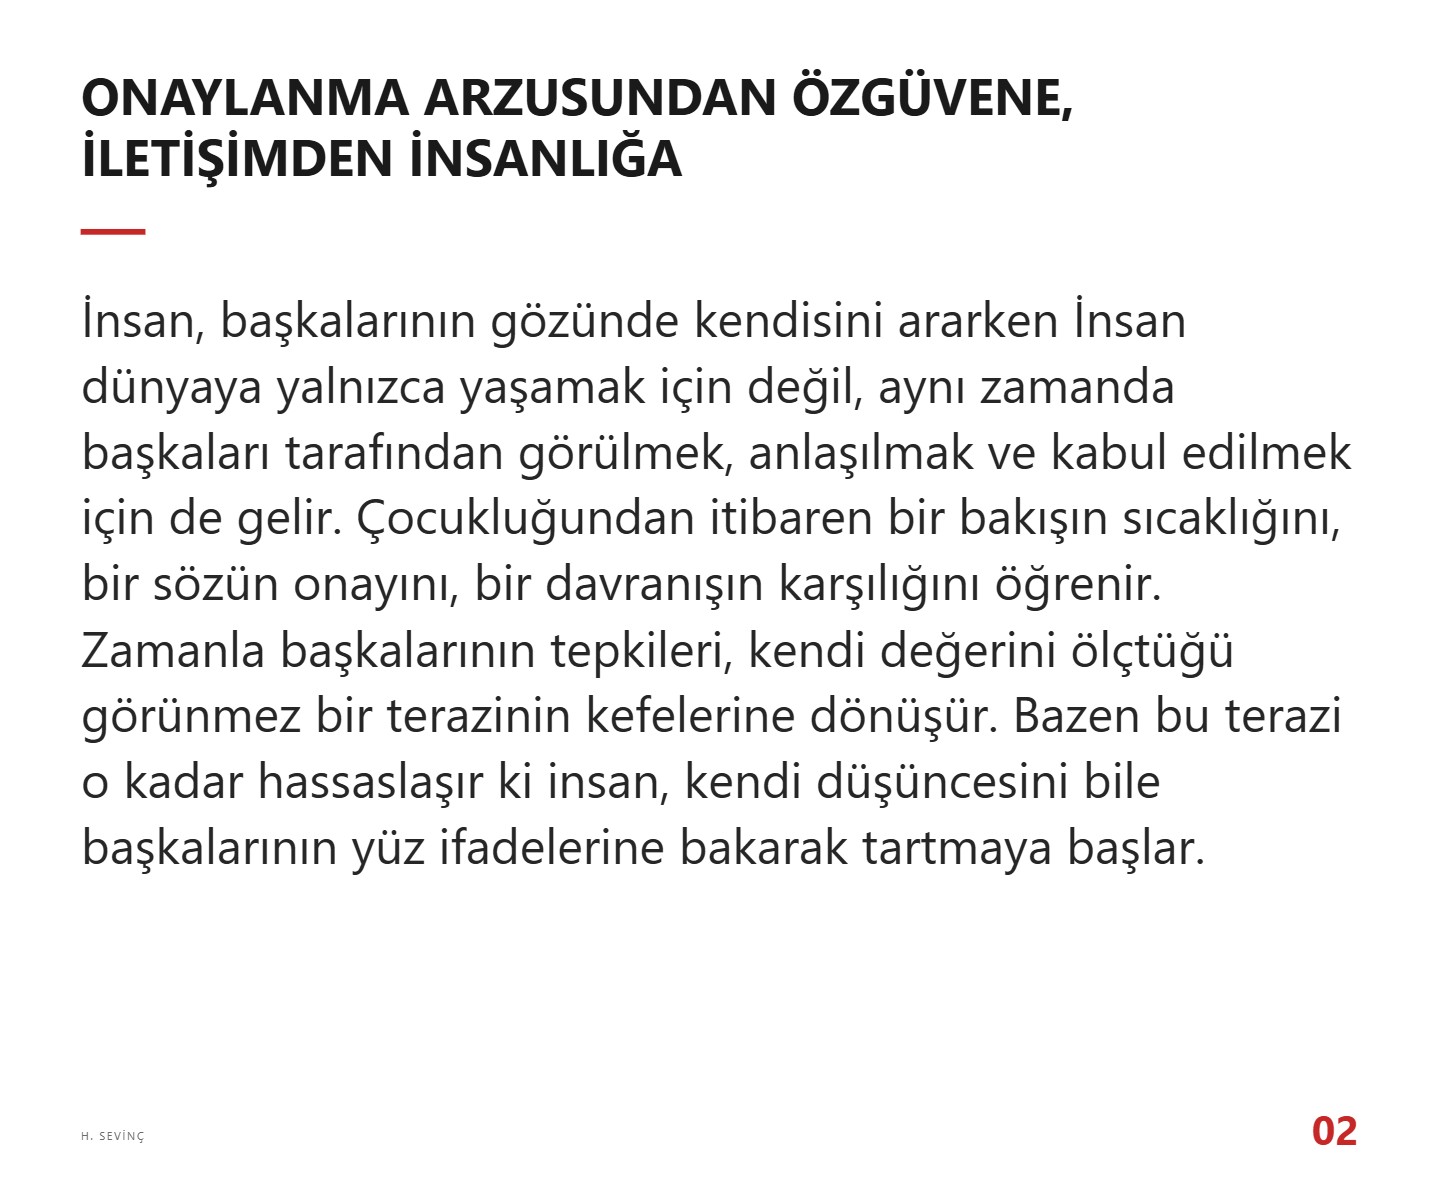 ONAYLANMA ARZUSUNDAN ÖZGÜVENE,
İLETİŞİMDEN İNSANLIĞA
İnsan, başkalarının gözünde kendisini ararken İnsan
dünyaya yalnızca yaşamak için değil, aynı zamanda
başkaları tarafından görülmek, anlaşılmak ve kabul edilmek
için de gelir. Çocukluğundan itibaren bir bakışın sıcaklığını,
bir sözün onayını, bir davranışın karşılığını öğrenir.
Zamanla başkalarının tepkileri, kendi değerini ölçtüğü
görünmez bir terazinin kefelerine dönüşür. Bazen bu terazi
o kadar hassaslaşır ki insan, kendi düşüncesini bile
başkalarının yüz ifadelerine bakarak tartmaya başlar.
H. SEVİNÇ
02